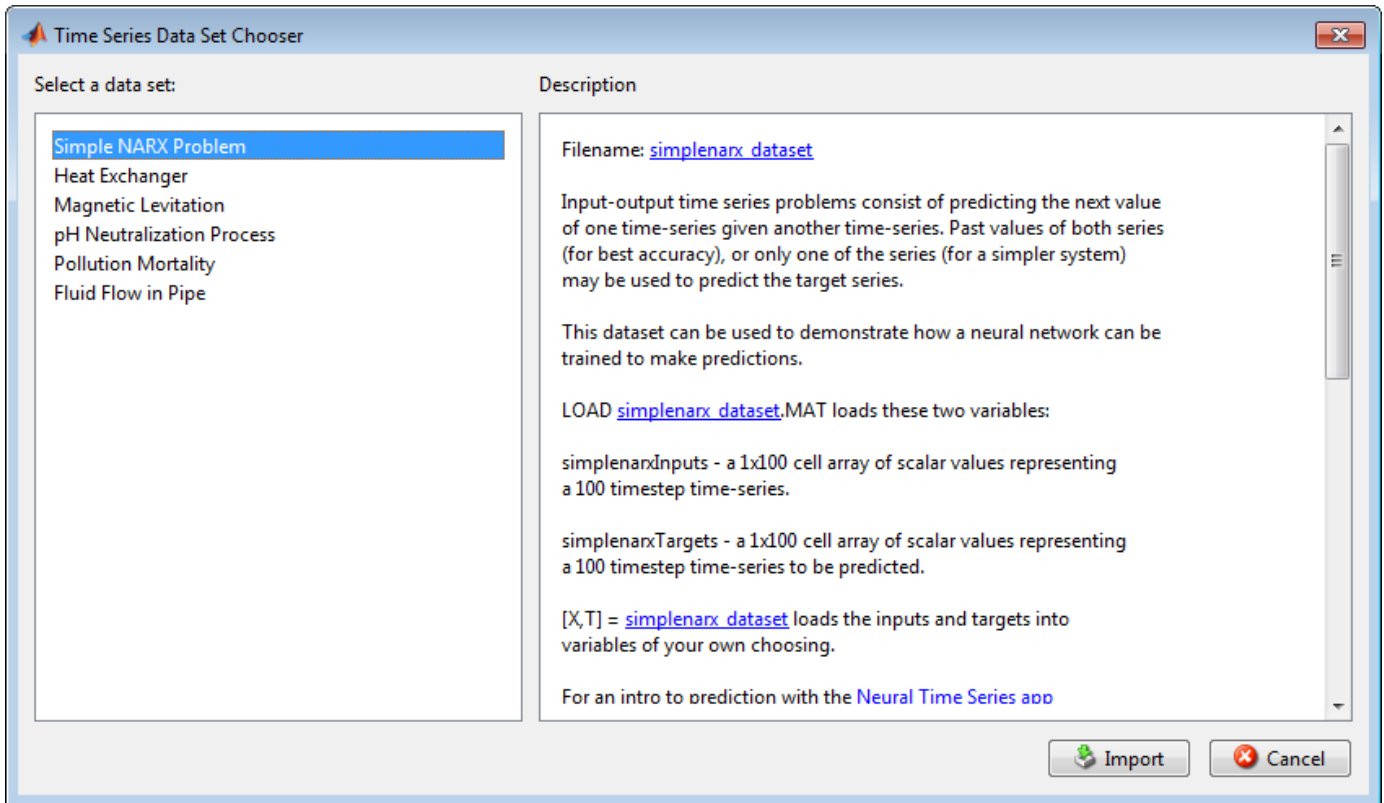 Time Series Data Set Chooser
Select a data set:
Simple NARX Problem
Heat Exchanger
Magnetic Levitation
pH Neutralization Process
Pollution Mortality
Fluid Flow in Pipe
Description
Filename: simplenarx_dataset
Input-output time series problems consist of predicting the next value
of one time-series given another time-series. Past values of both series
(for best accuracy), or only one of the series (for a simpler system)
may be used to predict the target series.
This dataset can be used to demonstrate how a neural network can be
trained to make predictions.
LOAD simplenarx_dataset.MAT loads these two variables:
simplenarxInputs - a 1x100 cell array of scalar values representing
a 100 timestep time-series.
simplenarxTargets - a 1x100 cell array of scalar values representing
a 100 timestep time-series to be predicted.
[X,T] = simplenarx_dataset loads the inputs and targets into
variables of your own choosing.
For an intro to prediction with the Neural Time Series app
Import
Cancel